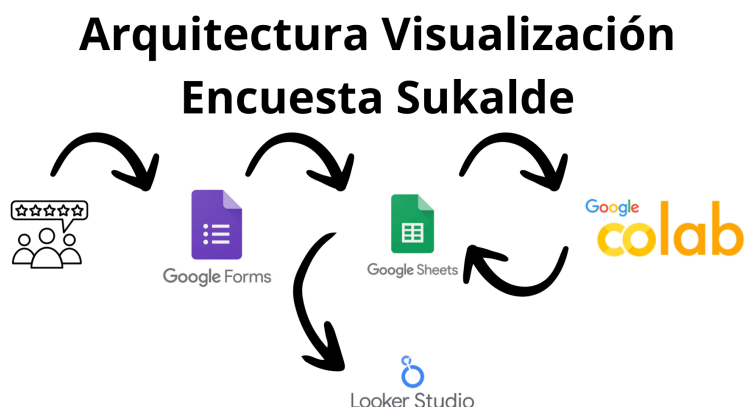 Arquitectura Visualización
Encuesta Sukalde
Google Forms
Google Sheets
Google
colab
Looker Studio